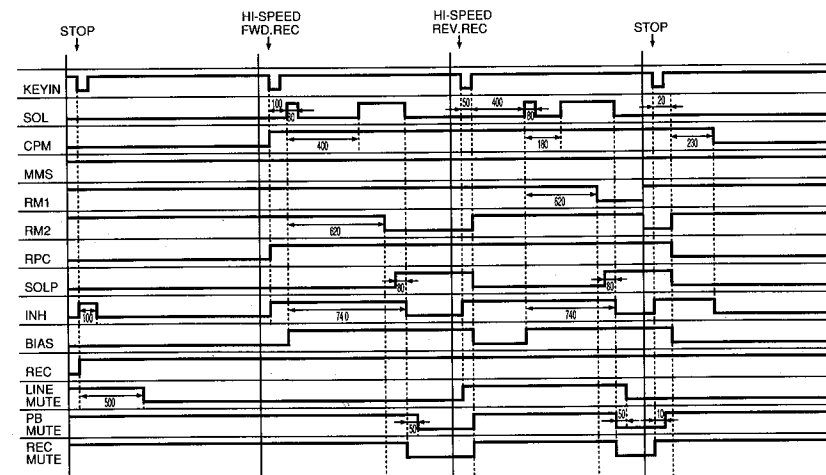 STOP
HI-SPEED
FWD.REC
HI-SPEED
REV.REC
STOP
KEYIN
100
50
400
20
SOL
80
80
CPM
400
180
230
MMS
RM1
620
RM2
620
RPC
SOLP
80
80
INH
100
740
740
BIAS
REC
LINE
MUTE
500
PB
MUTE
50
50
10
REC
MUTE